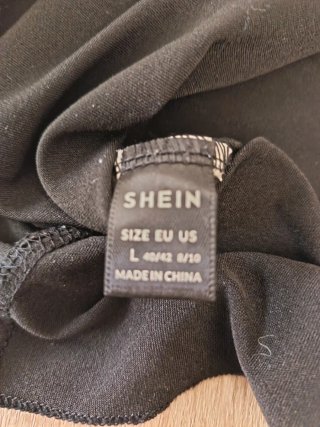 SHEIN
SIZE EU US
L 40/42 8/10
MADE IN CHINA